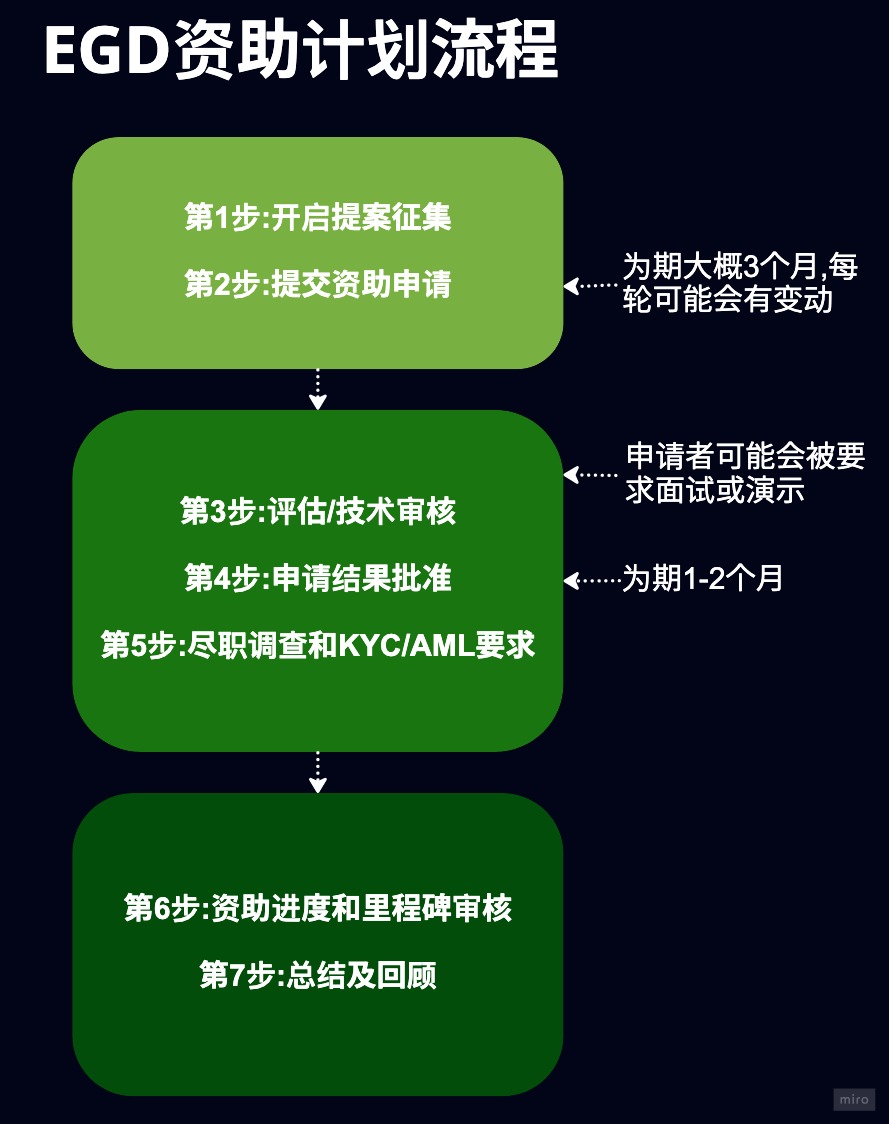 EGD资助计划流程
第1步:开启提案征集
第2步:提交资助申请
为期大概3个月,每
轮可能会有变动
申请者可能会被要
求面试或演示
第3步:评估/技术审核
第4步:申请结果批准
为期1-2个月
第5步:尽职调查和KYC/AML要求
第6步:资助进度和里程碑审核
第7步:总结及回顾
miro